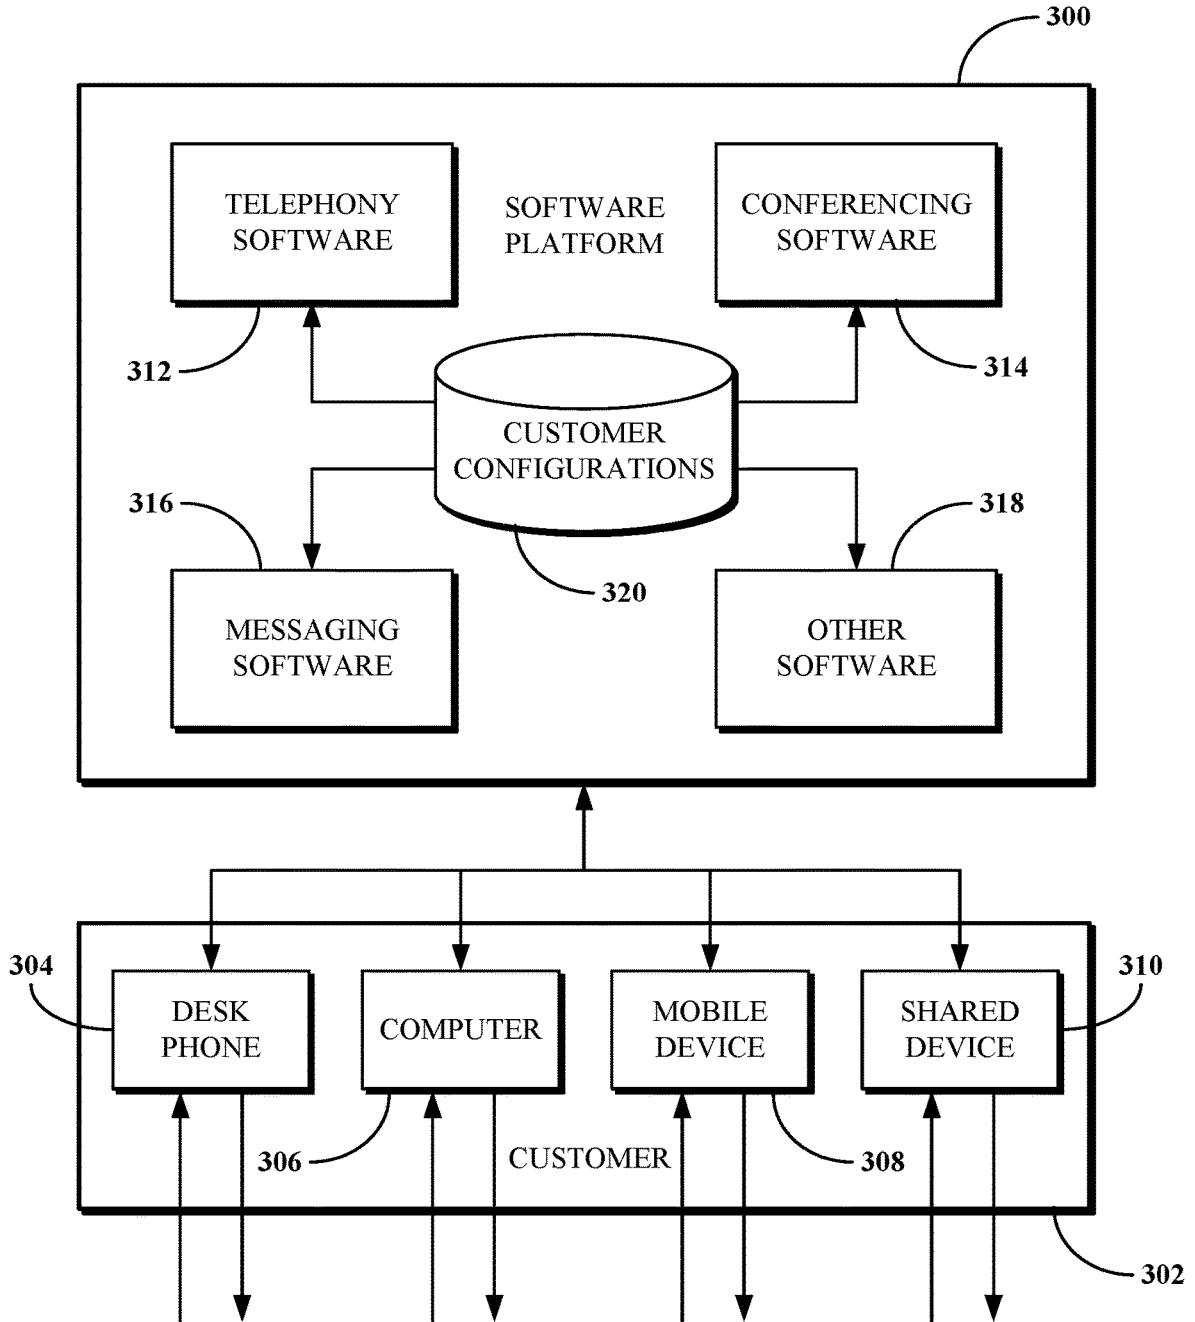 300
TELEPHONY
SOFTWARE
SOFTWARE
PLATFORM
CONFERENCING
SOFTWARE
312
314
CUSTOMER
CONFIGURATIONS
316
318
320
MESSAGING
SOFTWARE
OTHER
SOFTWARE
304
310
DESK
PHONE
COMPUTER
MOBILE
DEVICE
SHARED
DEVICE
306
CUSTOMER
308
302